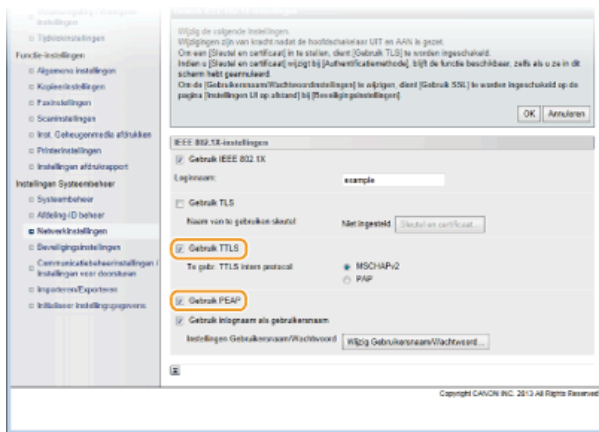 instellingen
Tijdklokinstellingen
Functie-instellingen
Algemene instellingen
Kopieerinstellingen
Faxinstellingen
Scaninstellingen
Inst. Geheugenmedia afdrukken
Printerinstellingen
Instellingen afdrukrapport
Instellingen Systeembeheer
Systeembeheer
Afdeling-ID beheer
Netwerkinstellingen
Beveiligingsinstellingen
Communicatiebeheerinstellingen /
Instellingen voor doorsturen
Importeren/Exporteren
Initialiseer instellingsgegevens
Wijzig de volgende instellingen.
Wijzigingen zijn van kracht nadat de hoofdschakelaar UIT en AAN is gezet.
Om een [Sleutel en certificaat] in te stellen, dient [Gebruik TLS] te worden ingeschakeld.
Indien u [Sleutel en certificaat] wijzigt bij [Authentificatiemethode], blijft de functie beschikbaar, zelfs als u ze in dit
scherm hebt geannuleerd.
Om de [Gebruikersnaam/Wachtwoordinstellingen] te wijzigen, dient [Gebruik SSL] te worden ingeschakeld op de
pagina [Instellingen UI op afstand] bij [Beveiligingsinstellingen].
OK Annuleren
IEEE 802.1X-instellingen
Gebruik IEEE 802.1X
Loginnaam: example
Gebruik TLS
Naam van te gebruiken sleutel: Niet ingesteld Sleutel en certificaat...
Gebruik TTLS
Te gebr. TTLS intern protocol: MSCHAPv2
PAP
Gebruik PEAP
Gebruik inlognaam als gebruikersnaam
Instellingen Gebruikersnaam/Wachtwoord Wijzig Gebruikersnaam/Wachtwoord...
Copyright CANON INC. 2013 All Rights Reserved